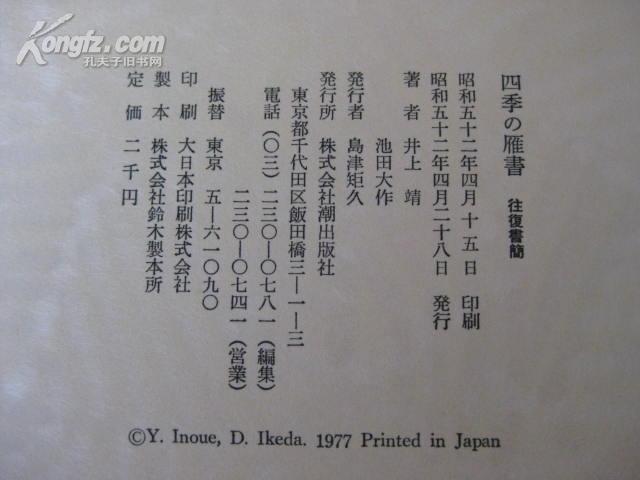 Kongfz.com
孔夫子旧书网
四季の雁書 往復書簡
昭和五十二年四月 十五日 印刷
昭和五十二年四月二十八日 発行
著者 井上 靖
池田大作
発行者 島津矩久
発行所 株式会社潮出版社
東京都千代田区飯田橋三―一―三
電話(〇三)二三〇―〇七八一(編集)
二三〇―〇七四一(営業)
振替 東京 五―六一〇九〇
印刷 大日本印刷株式会社
製本 株式会社鈴木製本所
定価 二千円
©Y. Inoue, D. Ikeda. 1977 Printed in Japan